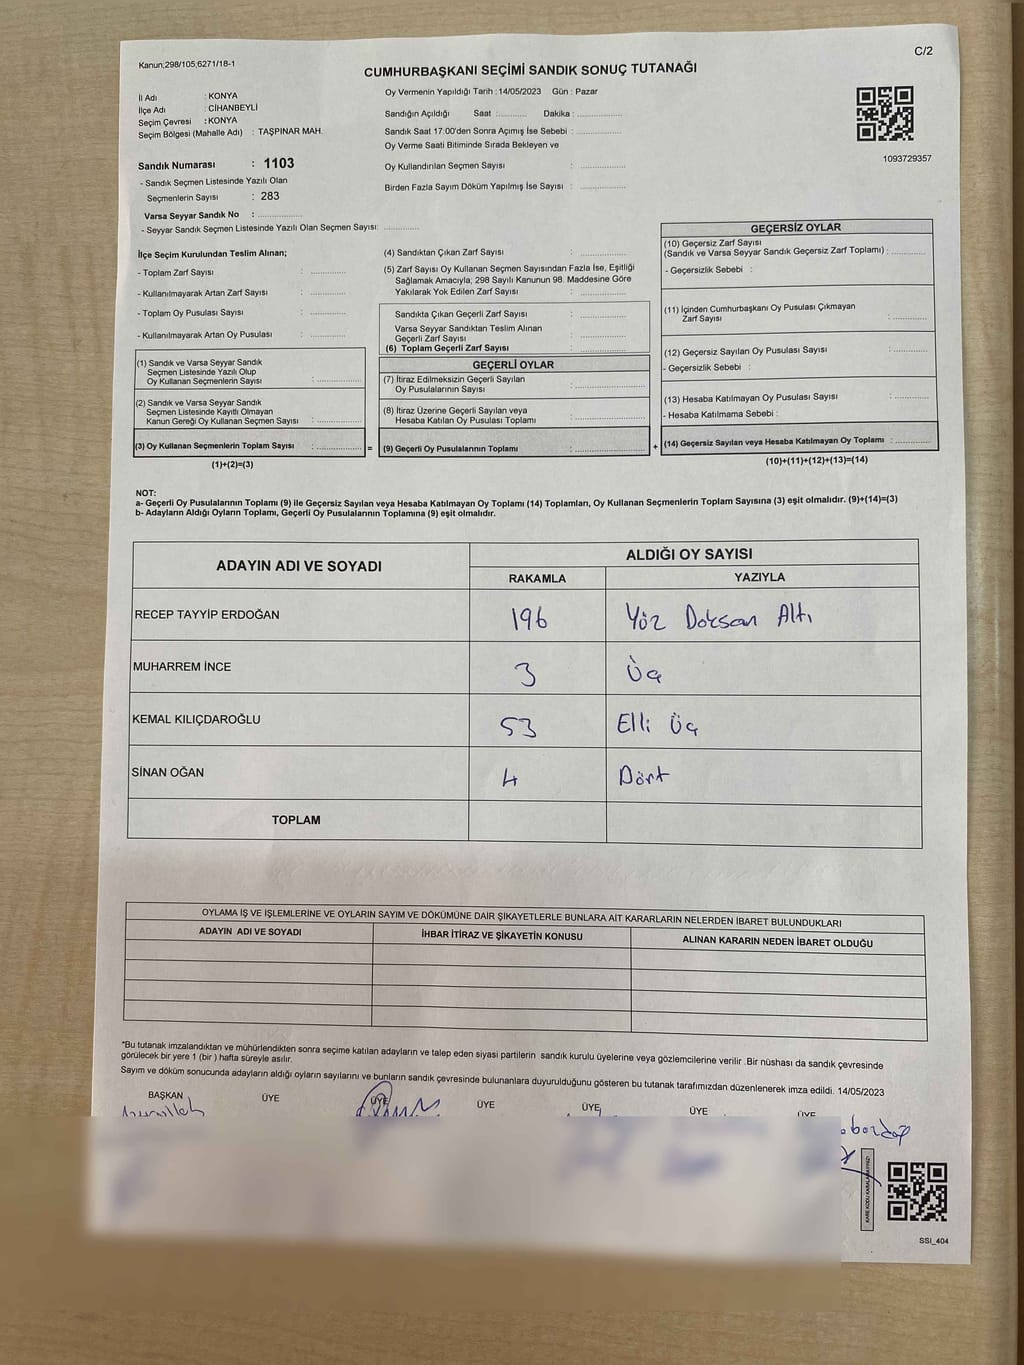 Kanun;298/105,6271/18-1
C/2
CUMHURBAŞKANI SEÇİMİ SANDIK SONUÇ TUTANAĞI
İl Adı : KONYA
İlçe Adı : CİHANBEYLİ
Seçim Çevresi : KONYA
Seçim Bölgesi (Mahalle Adı) : TAŞPINAR MAH.
Oy Vermenin Yapıldığı Tarih : 14/05/2023 Gün : Pazar
Sandığın Açıldığı Saat : Dakika :
Sandık Saat 17:00'den Sonra Açımış İse Sebebi :
Oy Verme Saati Bitiminde Sırada Bekleyen ve
Oy Kullandırılan Seçmen Sayısı :
Birden Fazla Sayım Döküm Yapılmış İse Sayısı :
1093729357
Sandık Numarası : 1103
- Sandık Seçmen Listesinde Yazılı Olan
Seçmenlerin Sayısı : 283
Varsa Seyyar Sandık No :
- Seyyar Sandık Seçmen Listesinde Yazılı Olan Seçmen Sayısı:
İlçe Seçim Kurulundan Teslim Alınan;
- Toplam Zarf Sayısı :
- Kullanılmayarak Artan Zarf Sayısı :
- Toplam Oy Pusulası Sayısı :
- Kullanılmayarak Artan Oy Pusulası :
(1) Sandık ve Varsa Seyyar Sandık
Seçmen Listesinde Yazılı Olup
Oy Kullanan Seçmenlerin Sayısı :
(2) Sandık ve Varsa Seyyar Sandık
Seçmen Listesinde Kayıtlı Olmayan
Kanun Gereği Oy Kullanan Seçmen Sayısı :
(3) Oy Kullanan Seçmenlerin Toplam Sayısı : =
(1)+(2)=(3)
(4) Sandıktan Çıkan Zarf Sayısı :
(5) Zarf Sayısı Oy Kullanan Seçmen Sayısından Fazla İse, Eşitliği
Sağlamak Amacıyla; 298 Sayılı Kanunun 98. Maddesine Göre
Yakılarak Yok Edilen Zarf Sayısı :
Sandıkta Çıkan Geçerli Zarf Sayısı :
Varsa Seyyar Sandıktan Teslim Alınan
Geçerli Zarf Sayısı :
(6) Toplam Geçerli Zarf Sayısı :
GEÇERLİ OYLAR
(7) İtiraz Edilmeksizin Geçerli Sayılan
Oy Pusulalarının Sayısı :
(8) İtiraz Üzerine Geçerli Sayılan veya
Hesaba Katılan Oy Pusulası Toplamı :
(9) Geçerli Oy Pusulalarının Toplamı : +
GEÇERSİZ OYLAR
(10) Geçersiz Zarf Sayısı
(Sandık ve Varsa Seyyar Sandık Geçersiz Zarf Toplamı) :
- Geçersizlik Sebebi :
(11) İçinden Cumhurbaşkanı Oy Pusulası Çıkmayan
Zarf Sayısı :
(12) Geçersiz Sayılan Oy Pusulası Sayısı :
- Geçersizlik Sebebi :
(13) Hesaba Katılmayan Oy Pusulası Sayısı :
- Hesaba Katılmama Sebebi :
(14) Geçersiz Sayılan veya Hesaba Katılmayan Oy Toplamı :
(10)+(11)+(12)+(13)=(14)
NOT:
a- Geçerli Oy Pusulalarının Toplamı (9) ile Geçersiz Sayılan veya Hesaba Katılmayan Oy Toplamı (14) Toplamları, Oy Kullanan Seçmenlerin Toplam Sayısına (3) eşit olmalıdır. (9)+(14)=(3)
b- Adayların Aldığı Oyların Toplamı, Geçerli Oy Pusulalarının Toplamına (9) eşit olmalıdır.
ADAYIN ADI VE SOYADI
ALDIĞI OY SAYISI
RAKAMLA YAZIYLA
RECEP TAYYİP ERDOĞAN 196 Yüz Doksan Altı
MUHARREM İNCE 3 Üç
KEMAL KILIÇDAROĞLU 53 Elli Üç
SİNAN OĞAN 4 Dört
TOPLAM
OYLAMA İŞ VE İŞLEMLERİNE VE OYLARIN SAYIM VE DÖKÜMÜNE DAİR ŞİKAYETLERLE BUNLARA AİT KARARLARIN NELERDEN İBARET BULUNDUKLARI
ADAYIN ADI VE SOYADI İHBAR İTİRAZ VE ŞİKAYETİN KONUSU ALINAN KARARIN NEDEN İBARET OLDUĞU
*Bu tutanak imzalandıktan ve mühürlendikten sonra seçime katılan adayların ve talep eden siyasi partilerin sandık kurulu üyelerine veya gözlemcilerine verilir .Bir nüshası da sandık çevresinde
görülecek bir yere 1 (bir ) hafta süreyle asılır.
Sayım ve döküm sonucunda adayların aldığı oyların sayılarını ve bunların sandık çevresinde bulunanlara duyurulduğunu gösteren bu tutanak tarafımızdan düzenlenerek imza edildi. 14/05/2023
BAŞKAN ÜYE ÜYE ÜYE ÜYE ÜYE ÜYE
SSI_404